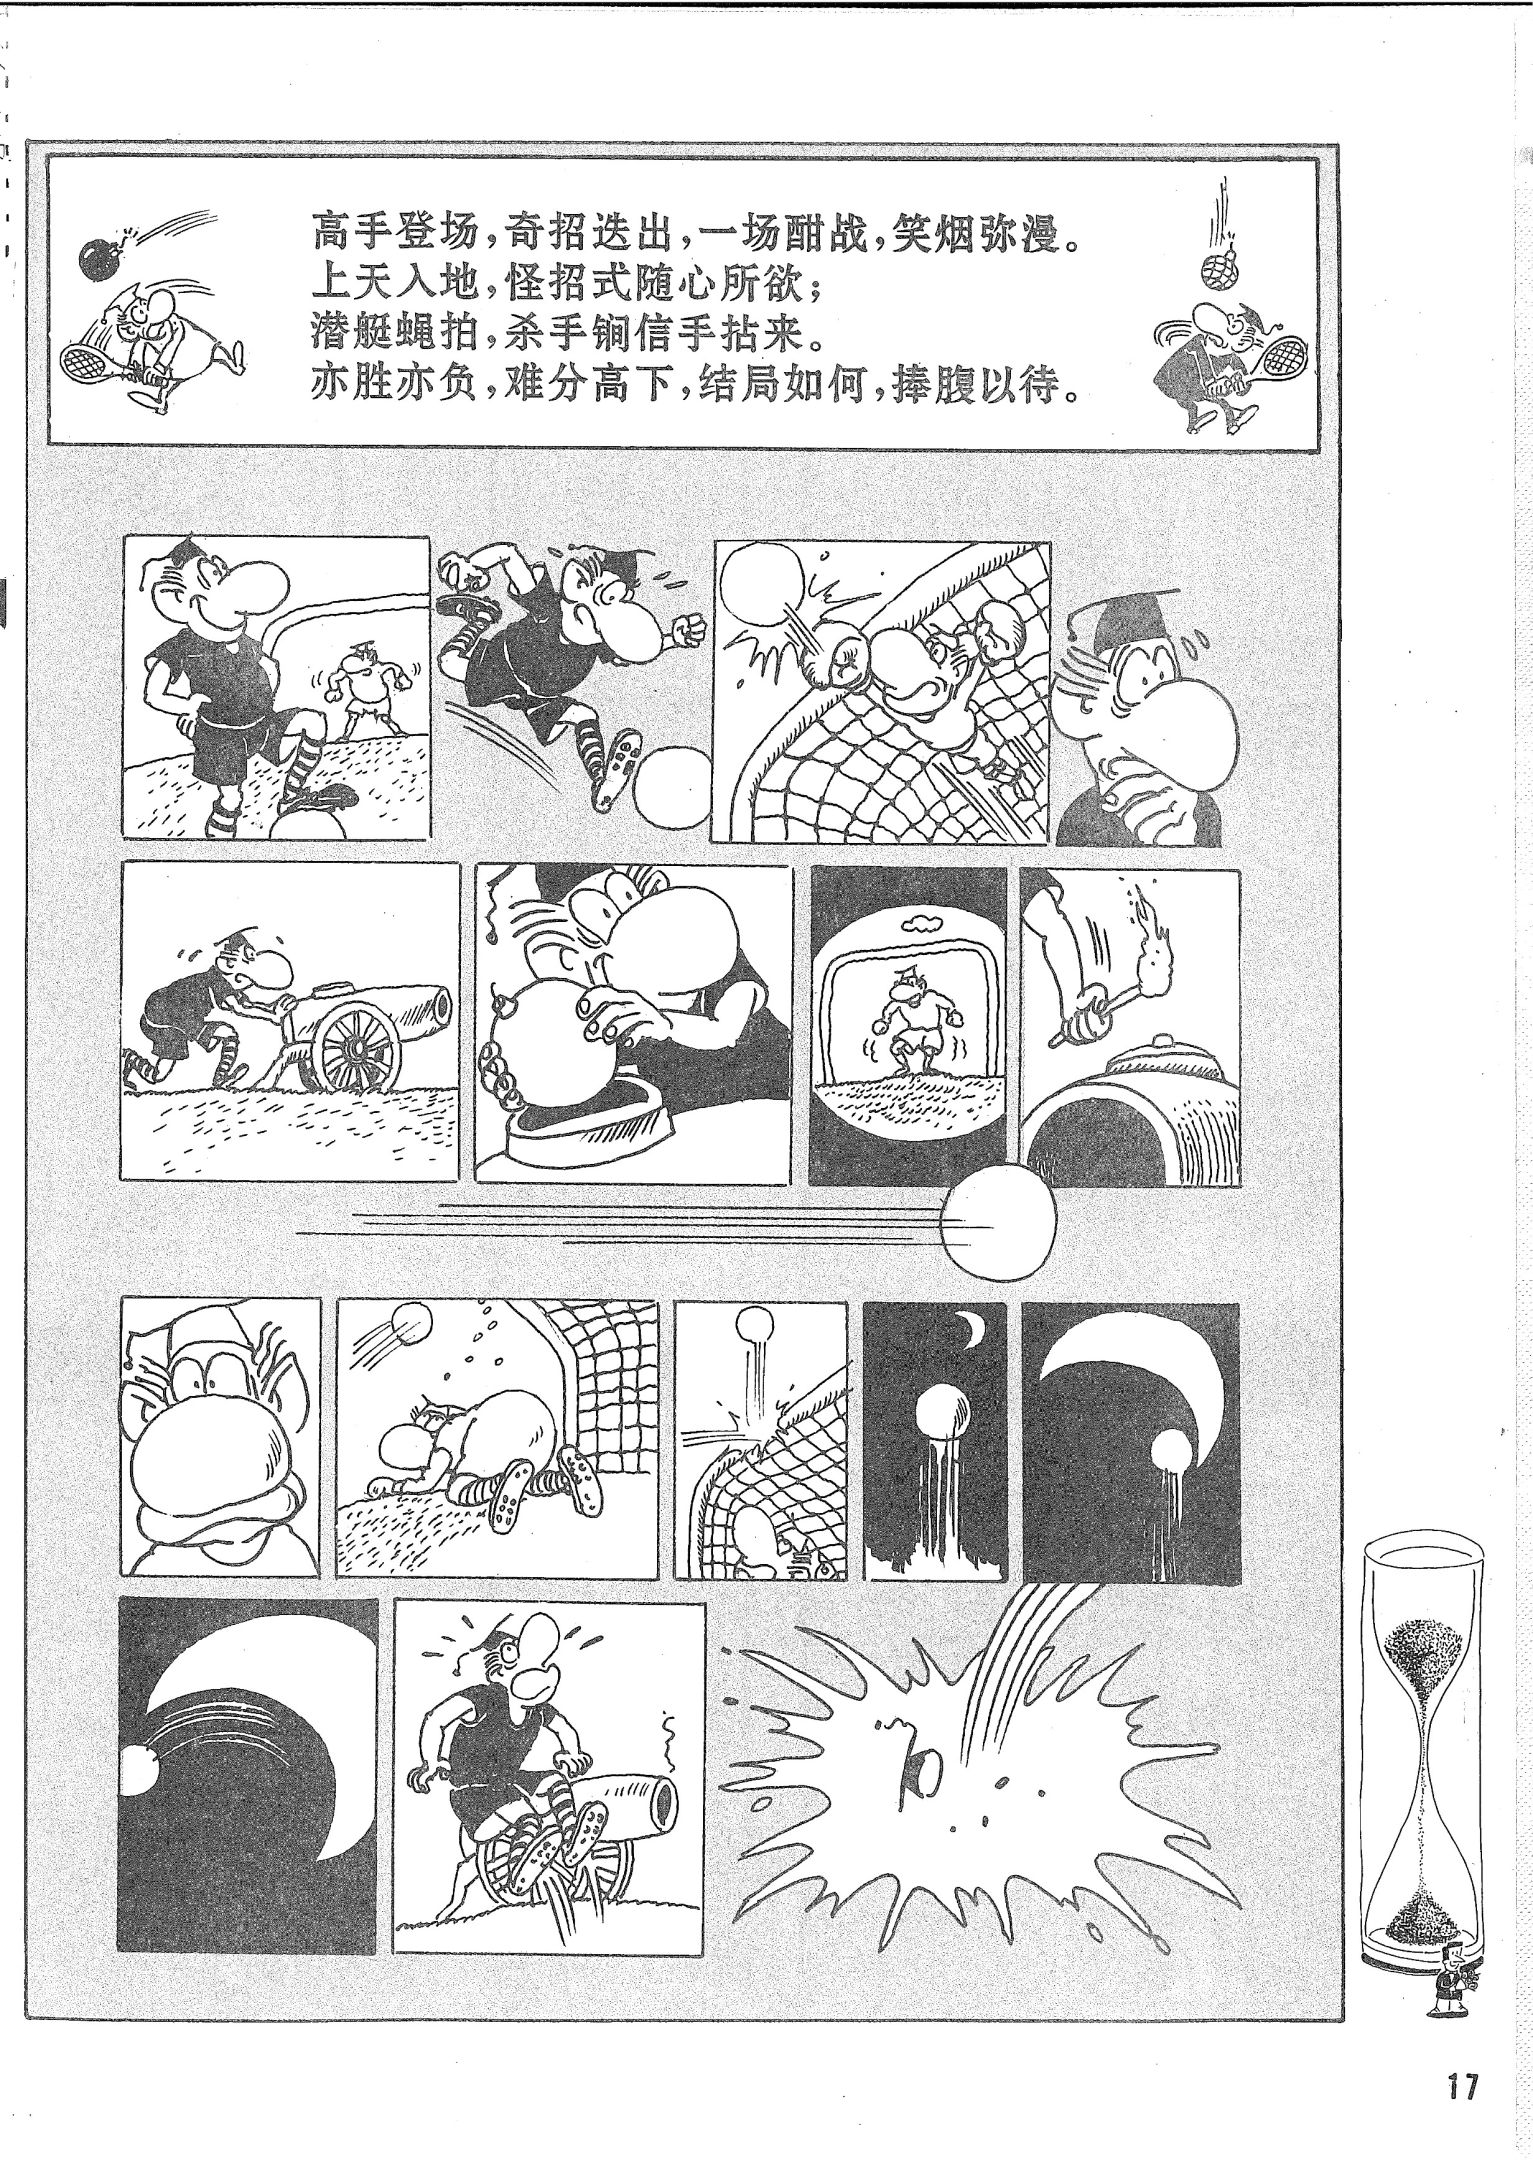 高手登场，奇招迭出，一场酣战，笑烟弥漫。
上天入地，怪招式随心所欲；
潜艇蝇拍，杀手锏信手拈来。
亦胜亦负，难分高下，结局如何，捧腹以待。
17